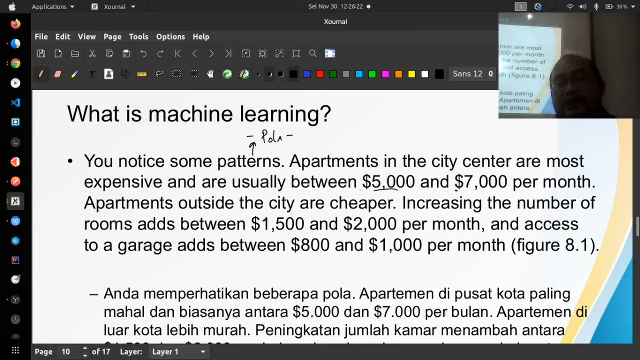 Applications Xournal Sel Nov 30 12:26:22 1
Xournal
File Edit View Journal Tools Options Help
Sans 12
What is machine learning?
- Pola -
• You notice some patterns. Apartments in the city center are most
expensive and are usually between $5,000 and $7,000 per month.
Apartments outside the city are cheaper. Increasing the number of
rooms adds between $1,500 and $2,000 per month, and access
to a garage adds between $800 and $1,000 per month (figure 8.1).
– Anda memperhatikan beberapa pola. Apartemen di pusat kota paling
mahal dan biasanya antara $5.000 dan $7.000 per bulan. Apartemen di
luar kota lebih murah. Peningkatan jumlah kamar menambah antara
Page 10 of 17 Layer: Layer 1